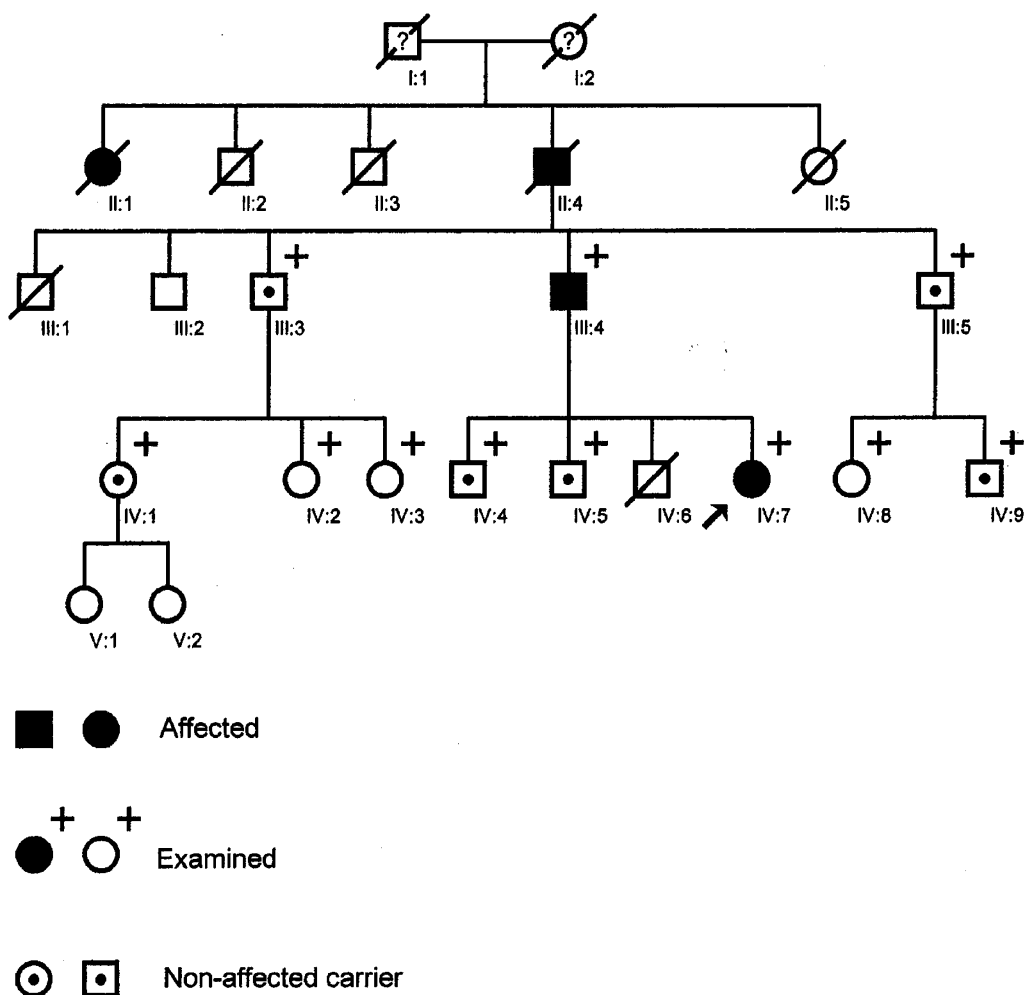 ? ?
I:1 I:2
II:1 II:2 II:3 II:4 II:5
+ + +
III:1 III:2 III:3 III:4 III:5
+ + + + + + + +
IV:1 IV:2 IV:3 IV:4 IV:5 IV:6 IV:7 IV:8 IV:9
V:1 V:2
Affected
+ +
Examined
Non-affected carrier